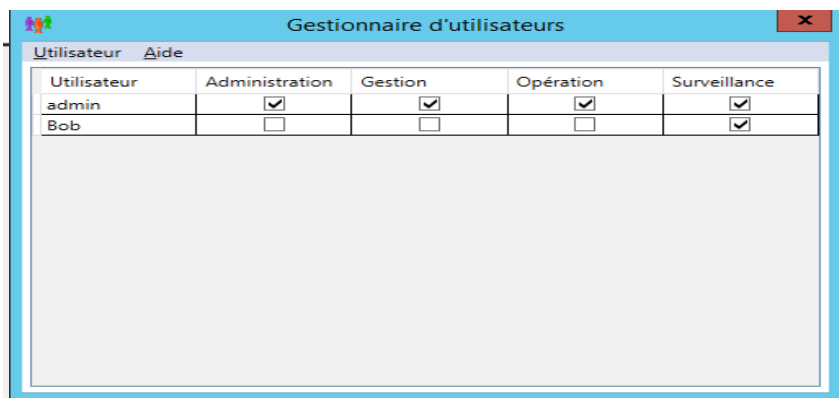 Gestionnaire d'utilisateurs
Utilisateur Aide
Utilisateur Administration Gestion Opération Surveillance
admin
Bob